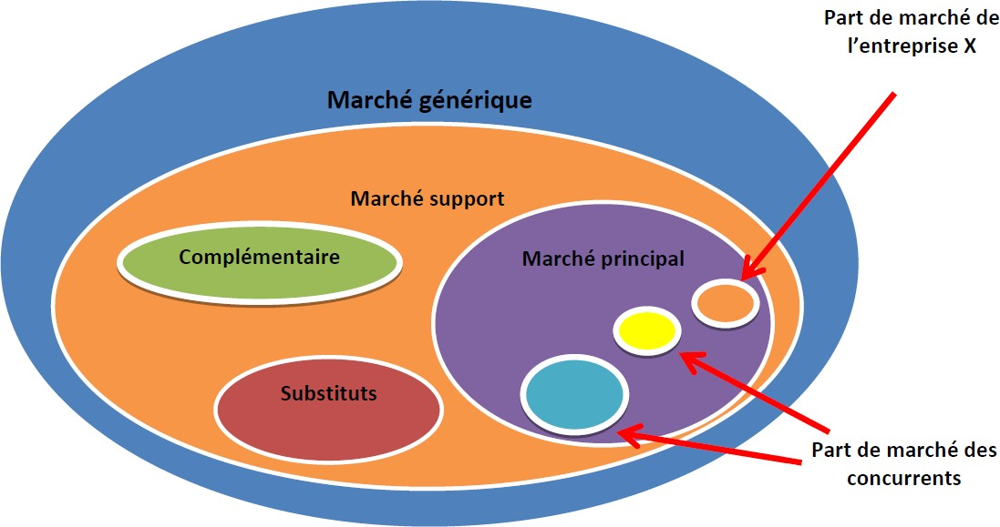 Part de marché de
l’entreprise X
Marché générique
Marché support
Complémentaire
Marché principal
Substituts
Part de marché des
concurrents